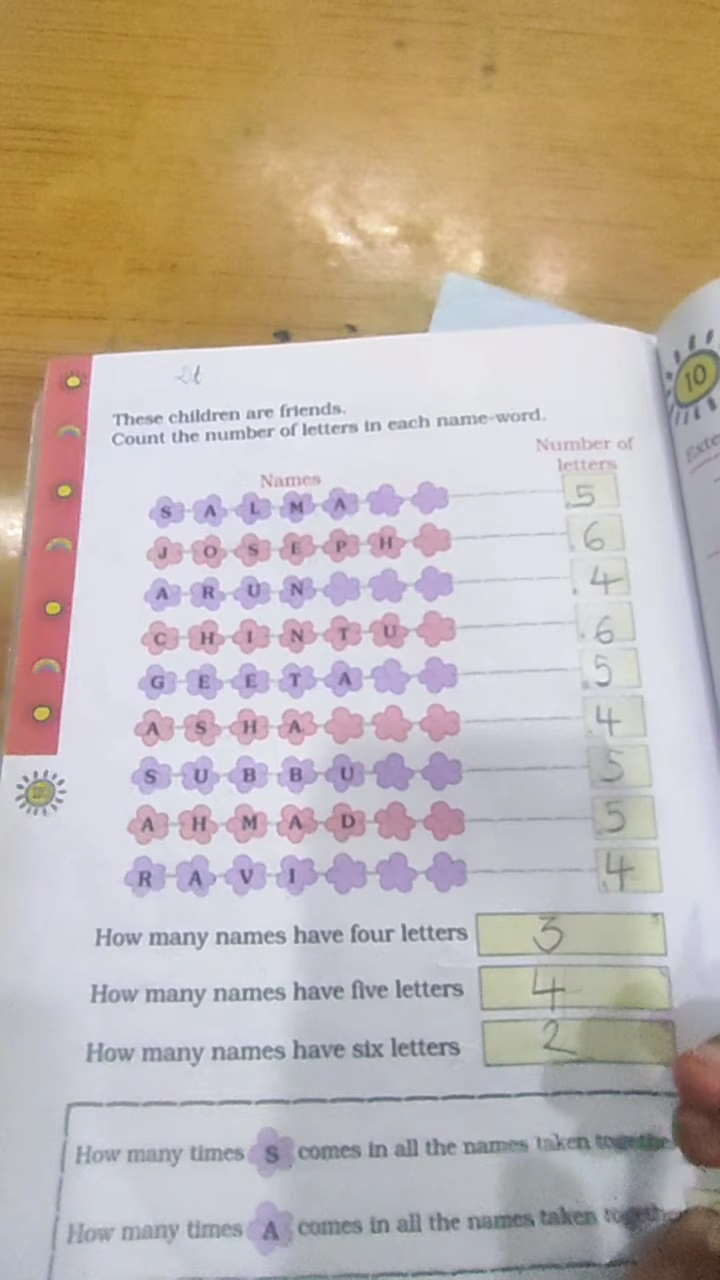 2t
These children are friends.
Count the number of letters in each name-word.
Names
Number of letters
S A L M A 5
J O S E P H 6
A R U N 4
C H I N T U 6
G E E T A 5
A S H A 4
S U B B U 5
A H M A D 5
R A V I 4
How many names have four letters 3
How many names have five letters 4
How many names have six letters 2
How many times S comes in all the names taken
How many times A comes in all the names taken
10